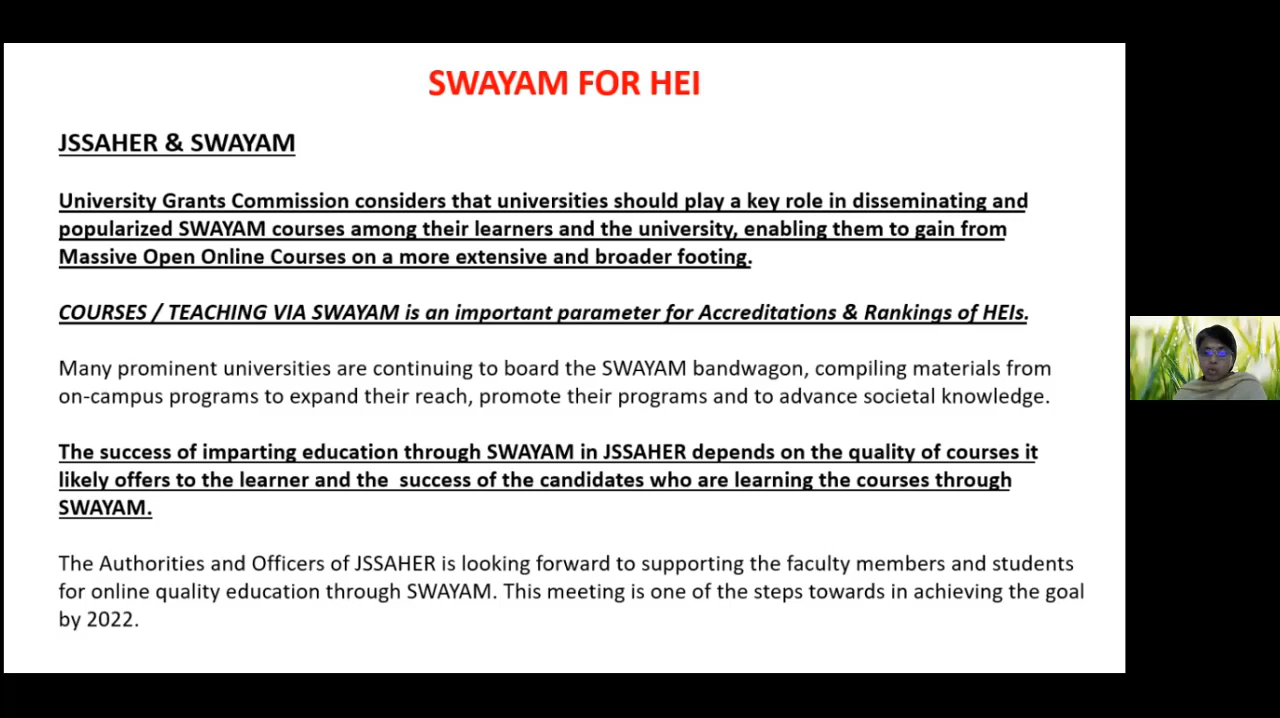 SWAYAM FOR HEI
JSSAHER & SWAYAM
University Grants Commission considers that universities should play a key role in disseminating and
popularized SWAYAM courses among their learners and the university, enabling them to gain from
Massive Open Online Courses on a more extensive and broader footing.
COURSES / TEACHING VIA SWAYAM is an important parameter for Accreditations & Rankings of HEIs.
Many prominent universities are continuing to board the SWAYAM bandwagon, compiling materials from
on-campus programs to expand their reach, promote their programs and to advance societal knowledge.
The success of imparting education through SWAYAM in JSSAHER depends on the quality of courses it
likely offers to the learner and the  success of the candidates who are learning the courses through
SWAYAM.
The Authorities and Officers of JSSAHER is looking forward to supporting the faculty members and students
for online quality education through SWAYAM. This meeting is one of the steps towards in achieving the goal
by 2022.